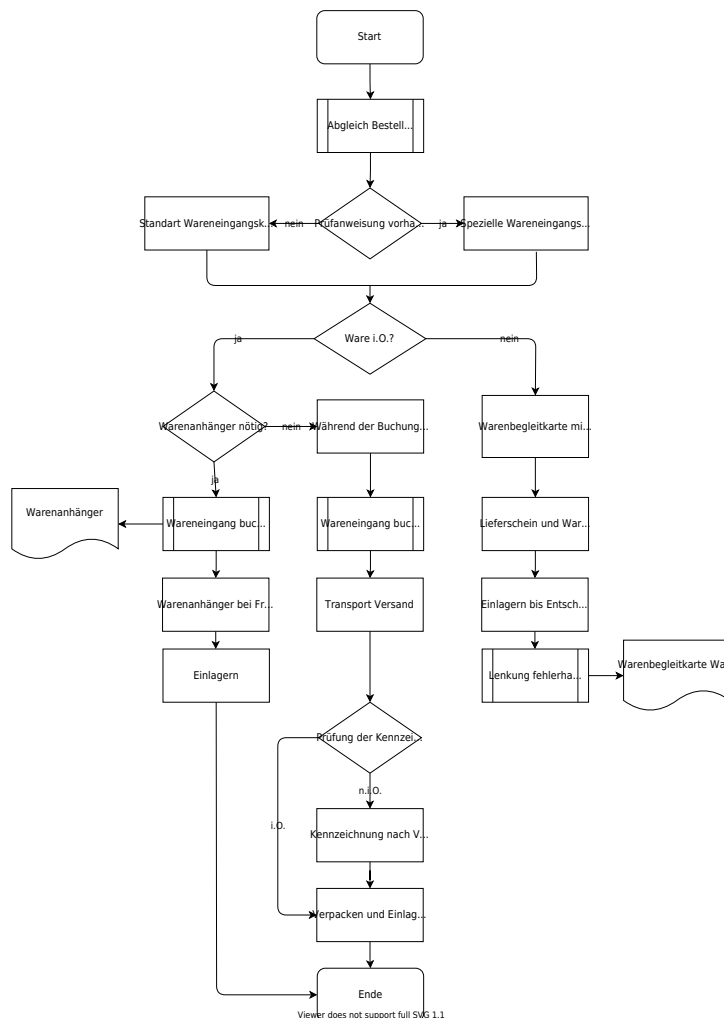 Start
Abgleich Bestell...
Standart Wareneingangsk...
nein
Prüfanweisung vorha...
ja
Spezielle Wareneingangs...
Ware i.O.?
ja
nein
Warenanhänger nötig?
nein
Während der Buchung...
Warenbegleitkarte mi...
ja
Warenanhänger
Wareneingang buc...
Wareneingang buc...
Lieferschein und War...
Warenanhänger bei Fr...
Transport Versand
Einlagern bis Entsch...
Einlagern
Lenkung fehlerha...
Warenbegleitkarte Wa
Prüfung der Kennzei...
n.i.O.
i.O.
Kennzeichnung nach V...
Verpacken und Einlag...
Ende
Viewer does not support full SVG 1.1